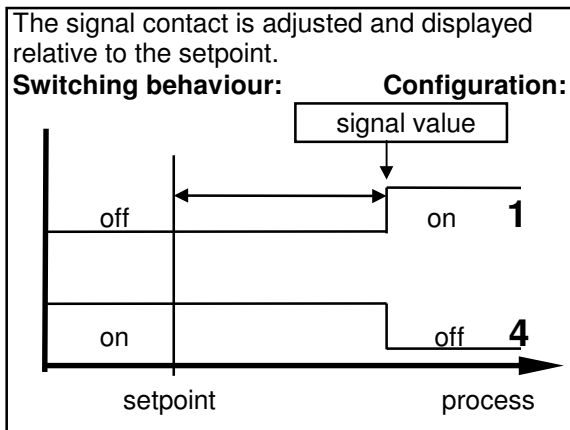 The signal contact is adjusted and displayed
relative to the setpoint.
Switching behaviour: Configuration:
signal value
off on 1
on off 4
setpoint process